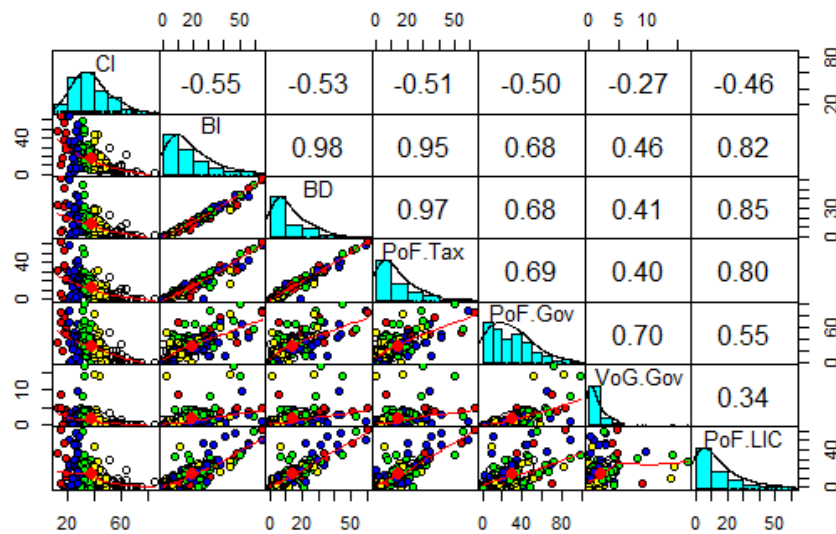 0 20 50 0 20 50 0 5 10
CI -0.55 -0.53 -0.51 -0.50 -0.27 -0.46 20 80
0 40 BI 0.98 0.95 0.68 0.46 0.82
BD 0.97 0.68 0.41 0.85 0 30
0 40 PoF.Tax 0.69 0.40 0.80
PoF.Gov 0.70 0.55 0 60
0 10 VoG.Gov 0.34
PoF.LIC 0 40
20 60 0 20 50 0 40 80 0 20 50